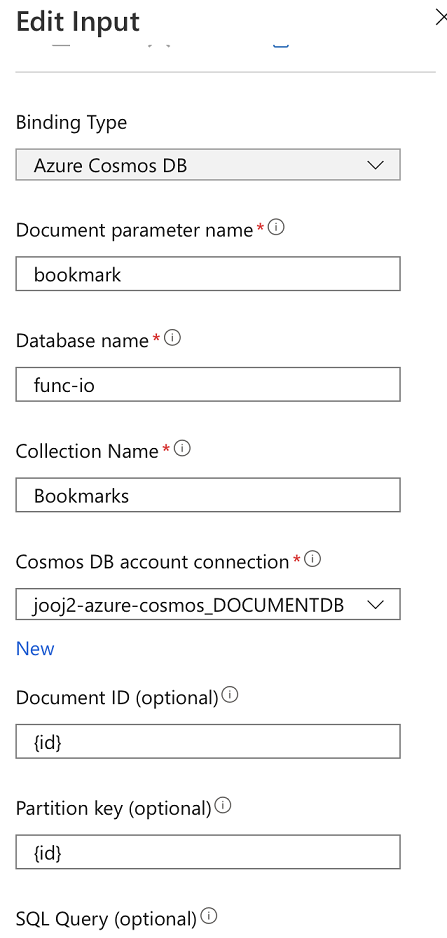 Edit Input
Binding Type
Azure Cosmos DB
Document parameter name *
bookmark
Database name *
func-io
Collection Name *
Bookmarks
Cosmos DB account connection *
jooj2-azure-cosmos_DOCUMENTDB
New
Document ID (optional)
{id}
Partition key (optional)
{id}
SQL Query (optional)